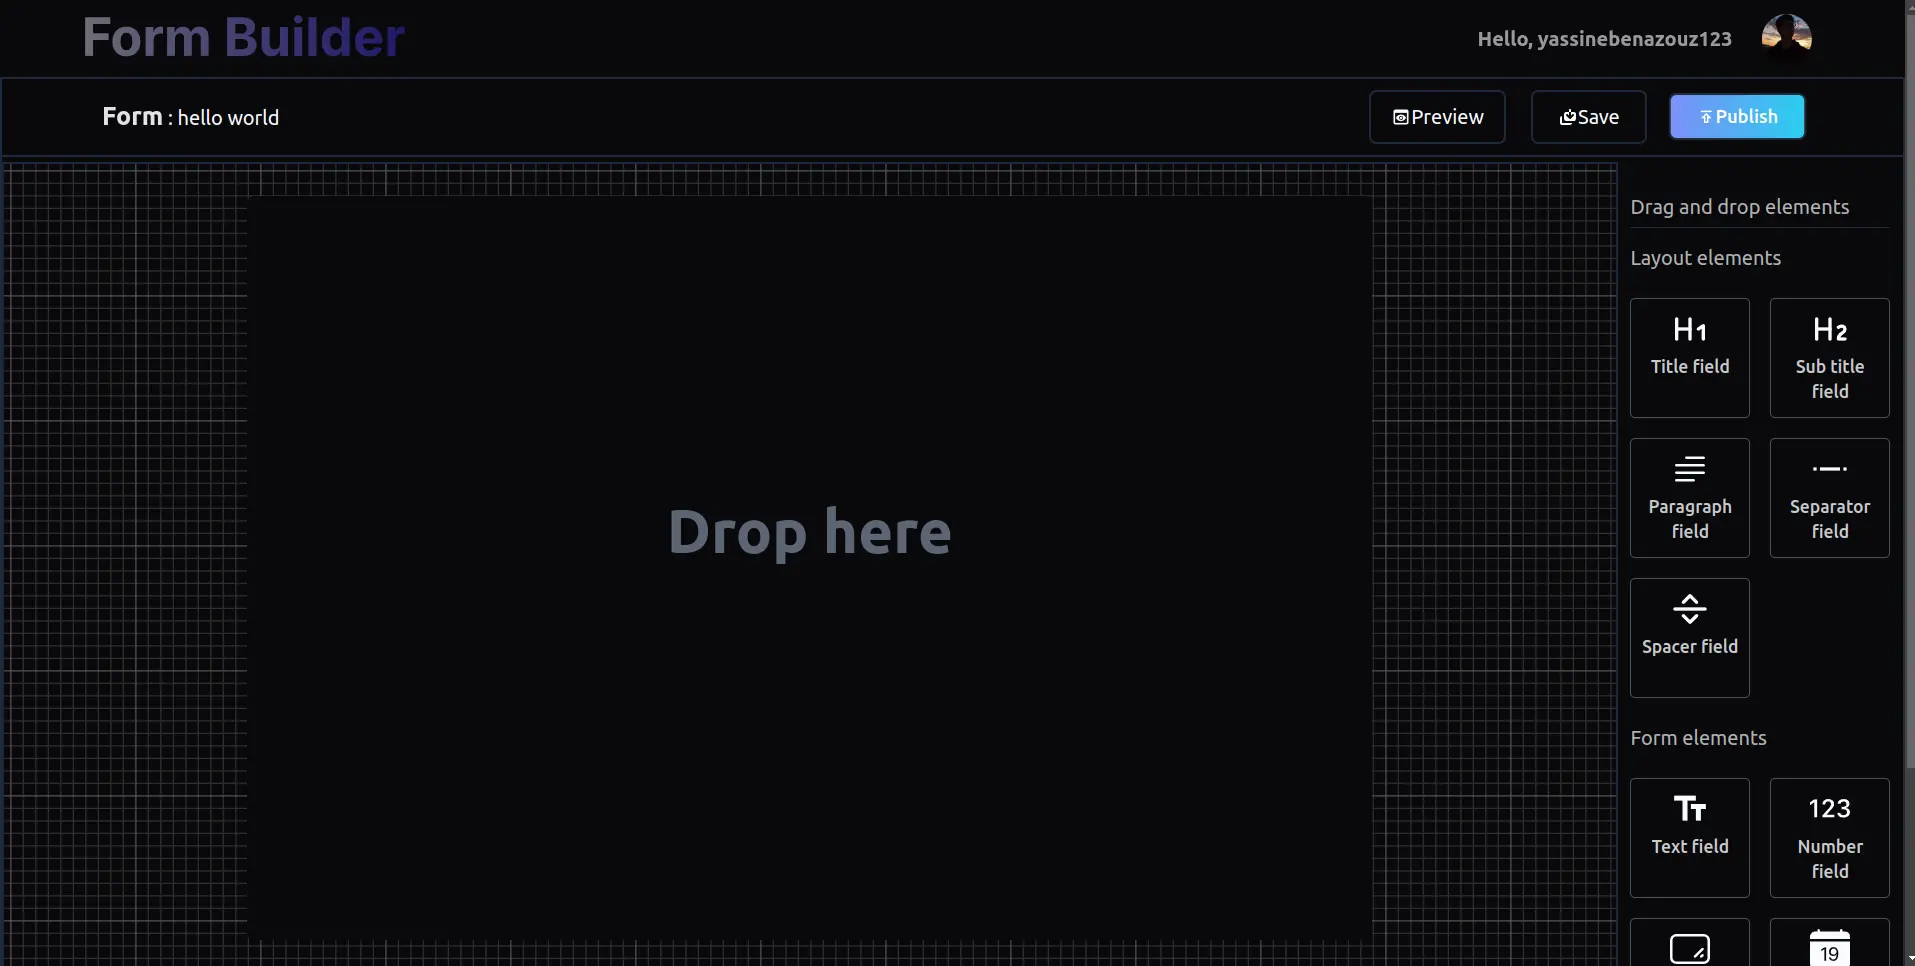 Form Builder
Hello, yassinebenazouz123
Form : hello world
Preview
Save
Publish
Drop here
Drag and drop elements
Layout elements
H1
Title field
H2
Sub title
field
Paragraph
field
Separator
field
Spacer field
Form elements
Tт
Text field
123
Number
field
19